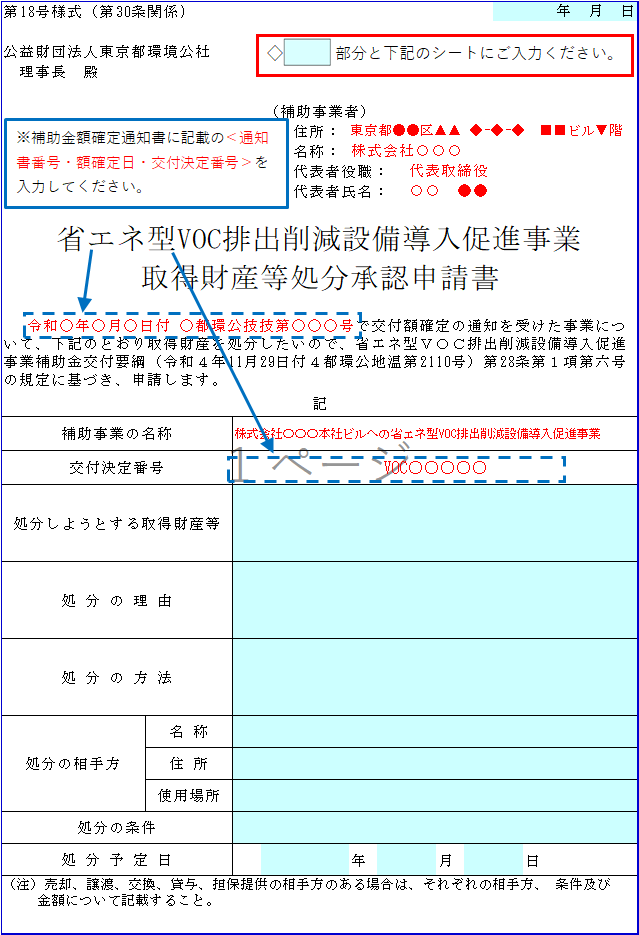 第18号様式（第30条関係）
年　月　日
公益財団法人東京都環境公社
理事長　殿
◇　部分と下記のシートにご入力ください。
（補助事業者）
住所：　東京都●●区▲▲　◆-◆-◆　■■ビル▼階
名称：　株式会社○○○
代表者役職：　代表取締役
代表者氏名：　○○　●●
※補助金額確定通知書に記載の＜通知
書番号・額確定日・交付決定番号＞を
入力してください。
省エネ型VOC排出削減設備導入促進事業
取得財産等処分承認申請書
令和○年○月○日付　○都環公技技第○○○号で交付額確定の通知を受けた事業につ
いて、下記のとおり取得財産を処分したいので、省エネ型ＶＯＣ排出削減設備導入促進
事業補助金交付要綱（令和４年11月29日付４都環公地温第2110号）第28条第１項第六号
の規定に基づき、申請します。
記
補助事業の名称　株式会社○○○本社ビルへの省エネ型VOC排出削減設備導入促進事業
交付決定番号　VOC○○○○○
1 ページ
処分しようとする取得財産等
処 分 の 理 由
処 分 の 方 法
処分の相手方
名 称
住 所
使用場所
処分の条件
処 分 予 定 日　年　月　日
（注）売却、譲渡、交換、貸与、担保提供の相手方のある場合は、それぞれの相手方、 条件及び
金額について記載すること。